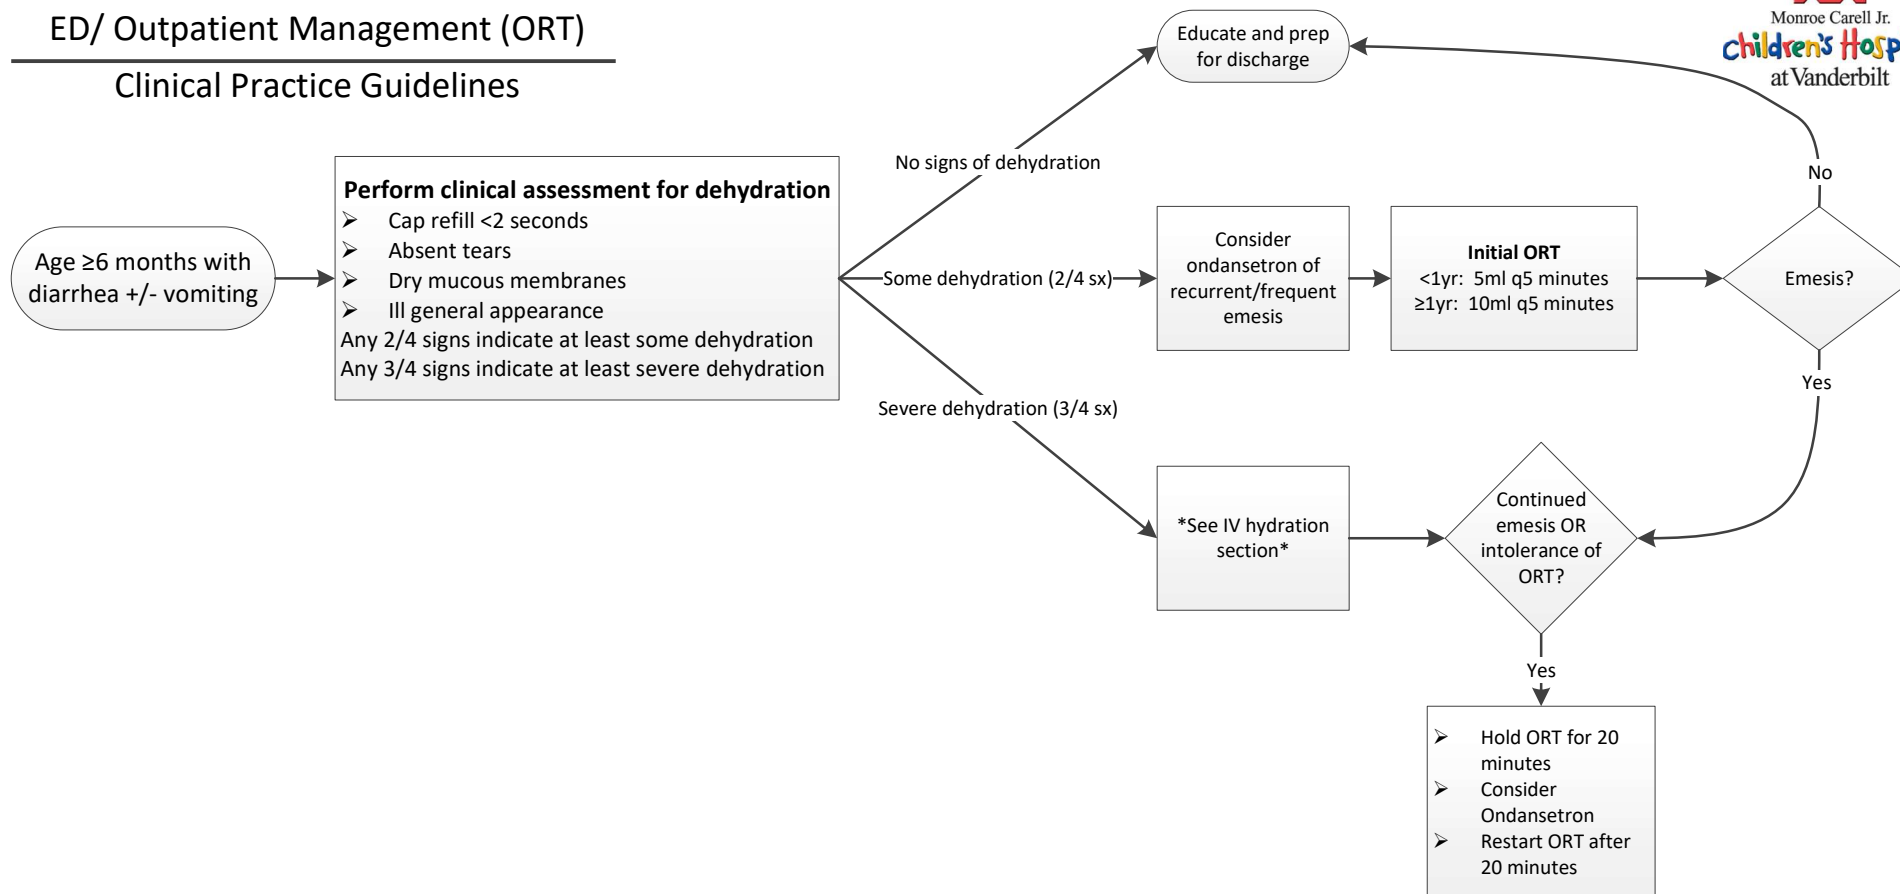 ED/ Outpatient Management (ORT)
Clinical Practice Guidelines
Monroe Carell Jr.
at Vanderbilt
Educate and prep
for discharge
No signs of dehydration
No
Age ≥6 months with
diarrhea +/- vomiting
Perform clinical assessment for dehydration
➢ Cap refill <2 seconds
➢ Absent tears
➢ Dry mucous membranes
➢ Ill general appearance
Any 2/4 signs indicate at least some dehydration
Any 3/4 signs indicate at least severe dehydration
Some dehydration (2/4 sx)
Consider
ondansetron of
recurrent/frequent
emesis
Initial ORT
<1yr: 5ml q5 minutes
≥1yr: 10ml q5 minutes
Emesis?
Yes
Severe dehydration (3/4 sx)
*See IV hydration
section*
Continued
emesis OR
intolerance of
ORT?
Yes
➢ Hold ORT for 20
minutes
➢ Consider
Ondansetron
➢ Restart ORT after
20 minutes